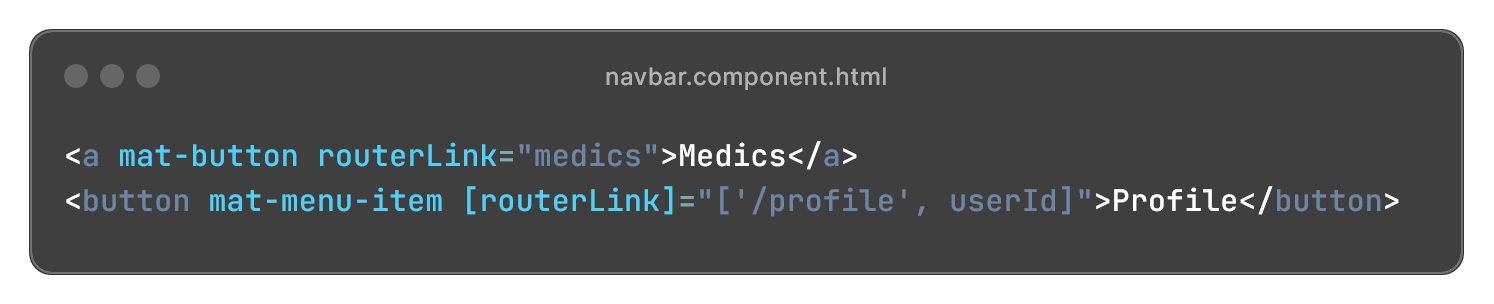 navbar.component.html
<a mat-button routerLink="medics">Medics</a>
<button mat-menu-item [routerLink]="['/profile', userId]">Profile</button>